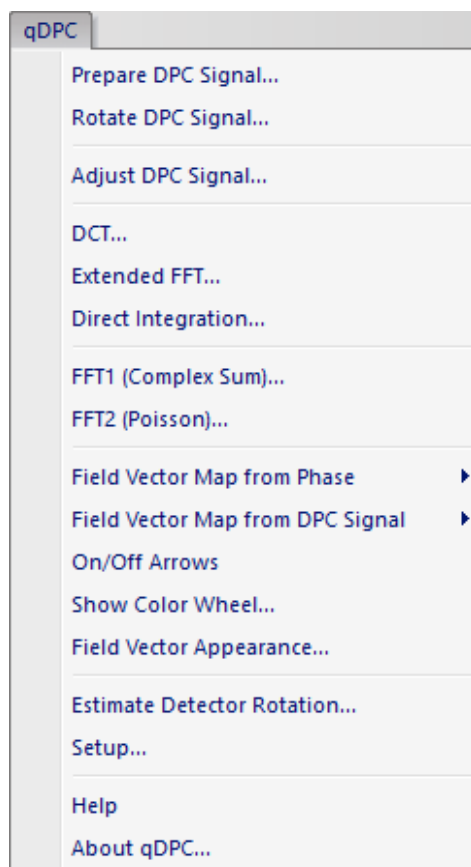 qDPC
Prepare DPC Signal...
Rotate DPC Signal...
Adjust DPC Signal...
DCT...
Extended FFT...
Direct Integration...
FFT1 (Complex Sum)...
FFT2 (Poisson)...
Field Vector Map from Phase
Field Vector Map from DPC Signal
On/Off Arrows
Show Color Wheel...
Field Vector Appearance...
Estimate Detector Rotation...
Setup...
Help
About qDPC...